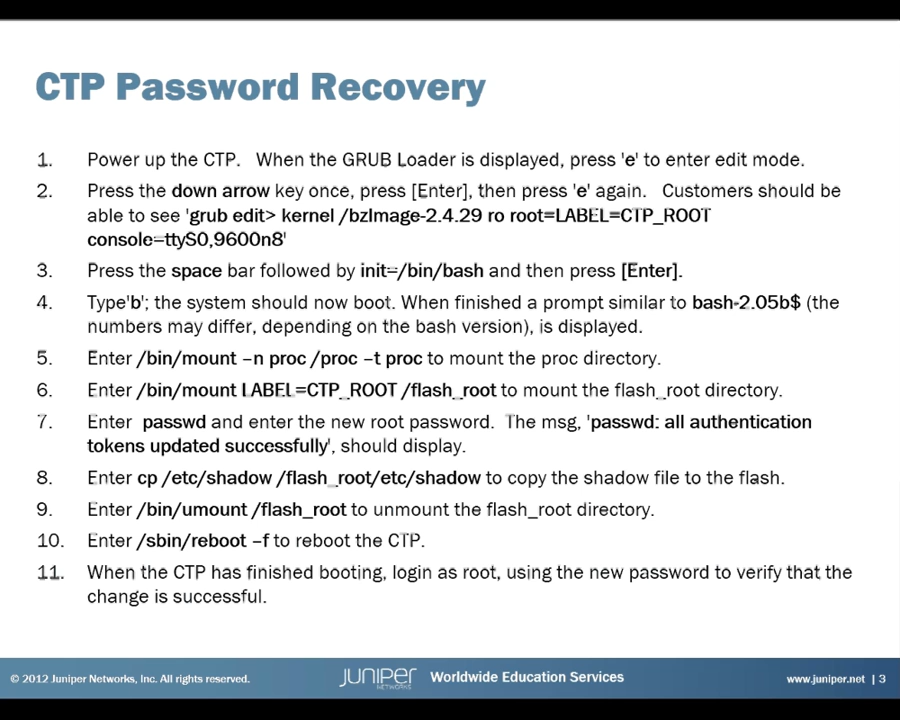 CTP Password Recovery
1. Power up the CTP. When the GRUB Loader is displayed, press 'e' to enter edit mode.
2. Press the down arrow key once, press [Enter], then press 'e' again. Customers should be
able to see 'grub edit> kernel /bzImage-2.4.29 ro root=LABEL=CTP_ROOT
console=ttyS0,9600n8'
3. Press the space bar followed by init=/bin/bash and then press [Enter].
4. Type'b'; the system should now boot. When finished a prompt similar to bash-2.05b$ (the
numbers may differ, depending on the bash version), is displayed.
5. Enter /bin/mount –n proc /proc –t proc to mount the proc directory.
6. Enter /bin/mount LABEL=CTP_ROOT /flash_root to mount the flash_root directory.
7. Enter passwd and enter the new root password. The msg, 'passwd: all authentication
tokens updated successfully', should display.
8. Enter cp /etc/shadow /flash_root/etc/shadow to copy the shadow file to the flash.
9. Enter /bin/umount /flash_root to unmount the flash_root directory.
10. Enter /sbin/reboot –f to reboot the CTP.
11. When the CTP has finished booting, login as root, using the new password to verify that the
change is successful.
© 2012 Juniper Networks, Inc. All rights reserved. JUNIPER NETWORKS Worldwide Education Services www.juniper.net | 3